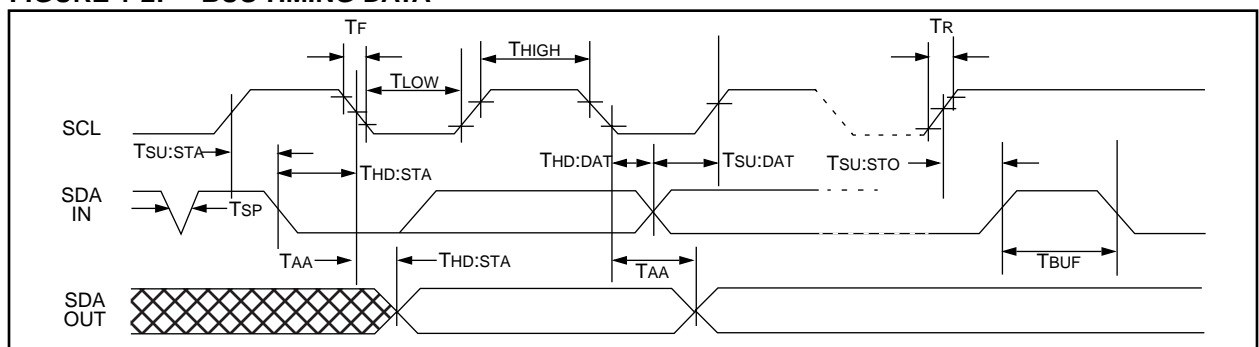 FIGURE 1-2: BUS TIMING DATA
TF
TR
THIGH
TLOW
SCL
TSU:STA
THD:STA
THD:DAT
TSU:DAT
TSU:STO
SDA
IN
TSP
TAA
THD:STA
TAA
TBUF
SDA
OUT